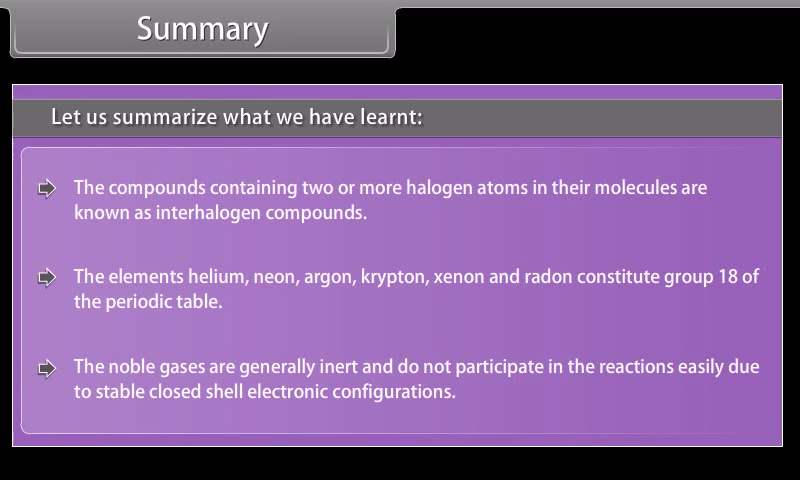 Summary
Let us summarize what we have learnt:
The compounds containing two or more halogen atoms in their molecules are
known as interhalogen compounds.
The elements helium, neon, argon, krypton, xenon and radon constitute group 18 of
the periodic table.
The noble gases are generally inert and do not participate in the reactions easily due
to stable closed shell electronic configurations.